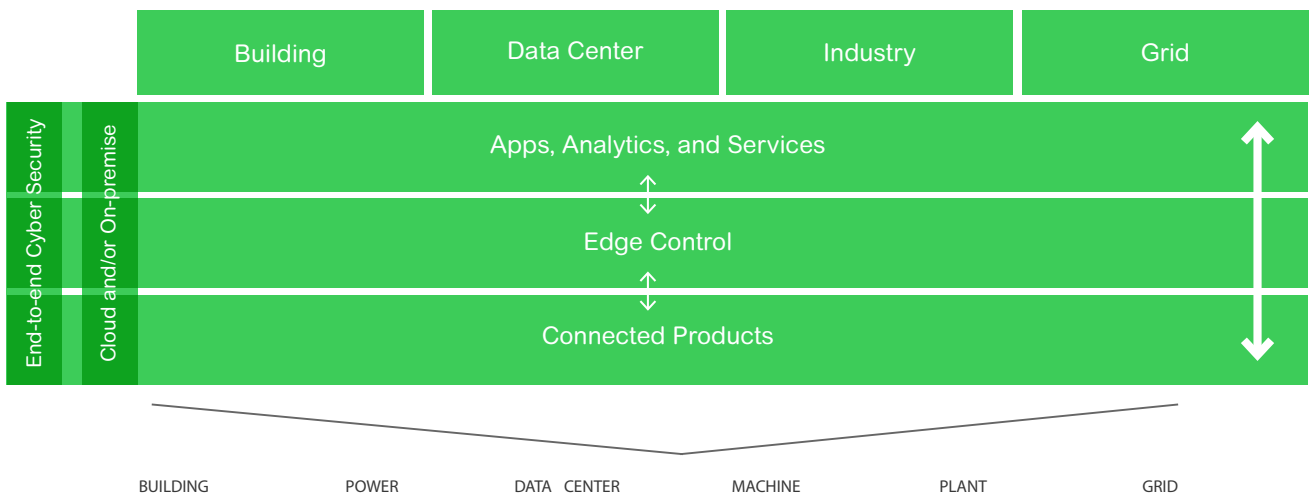 Building
Data Center
Industry
Grid
End-to-end Cyber Security
Cloud and/or On-premise
Apps, Analytics, and Services
Edge Control
Connected Products
BUILDING
POWER
DATA CENTER
MACHINE
PLANT
GRID